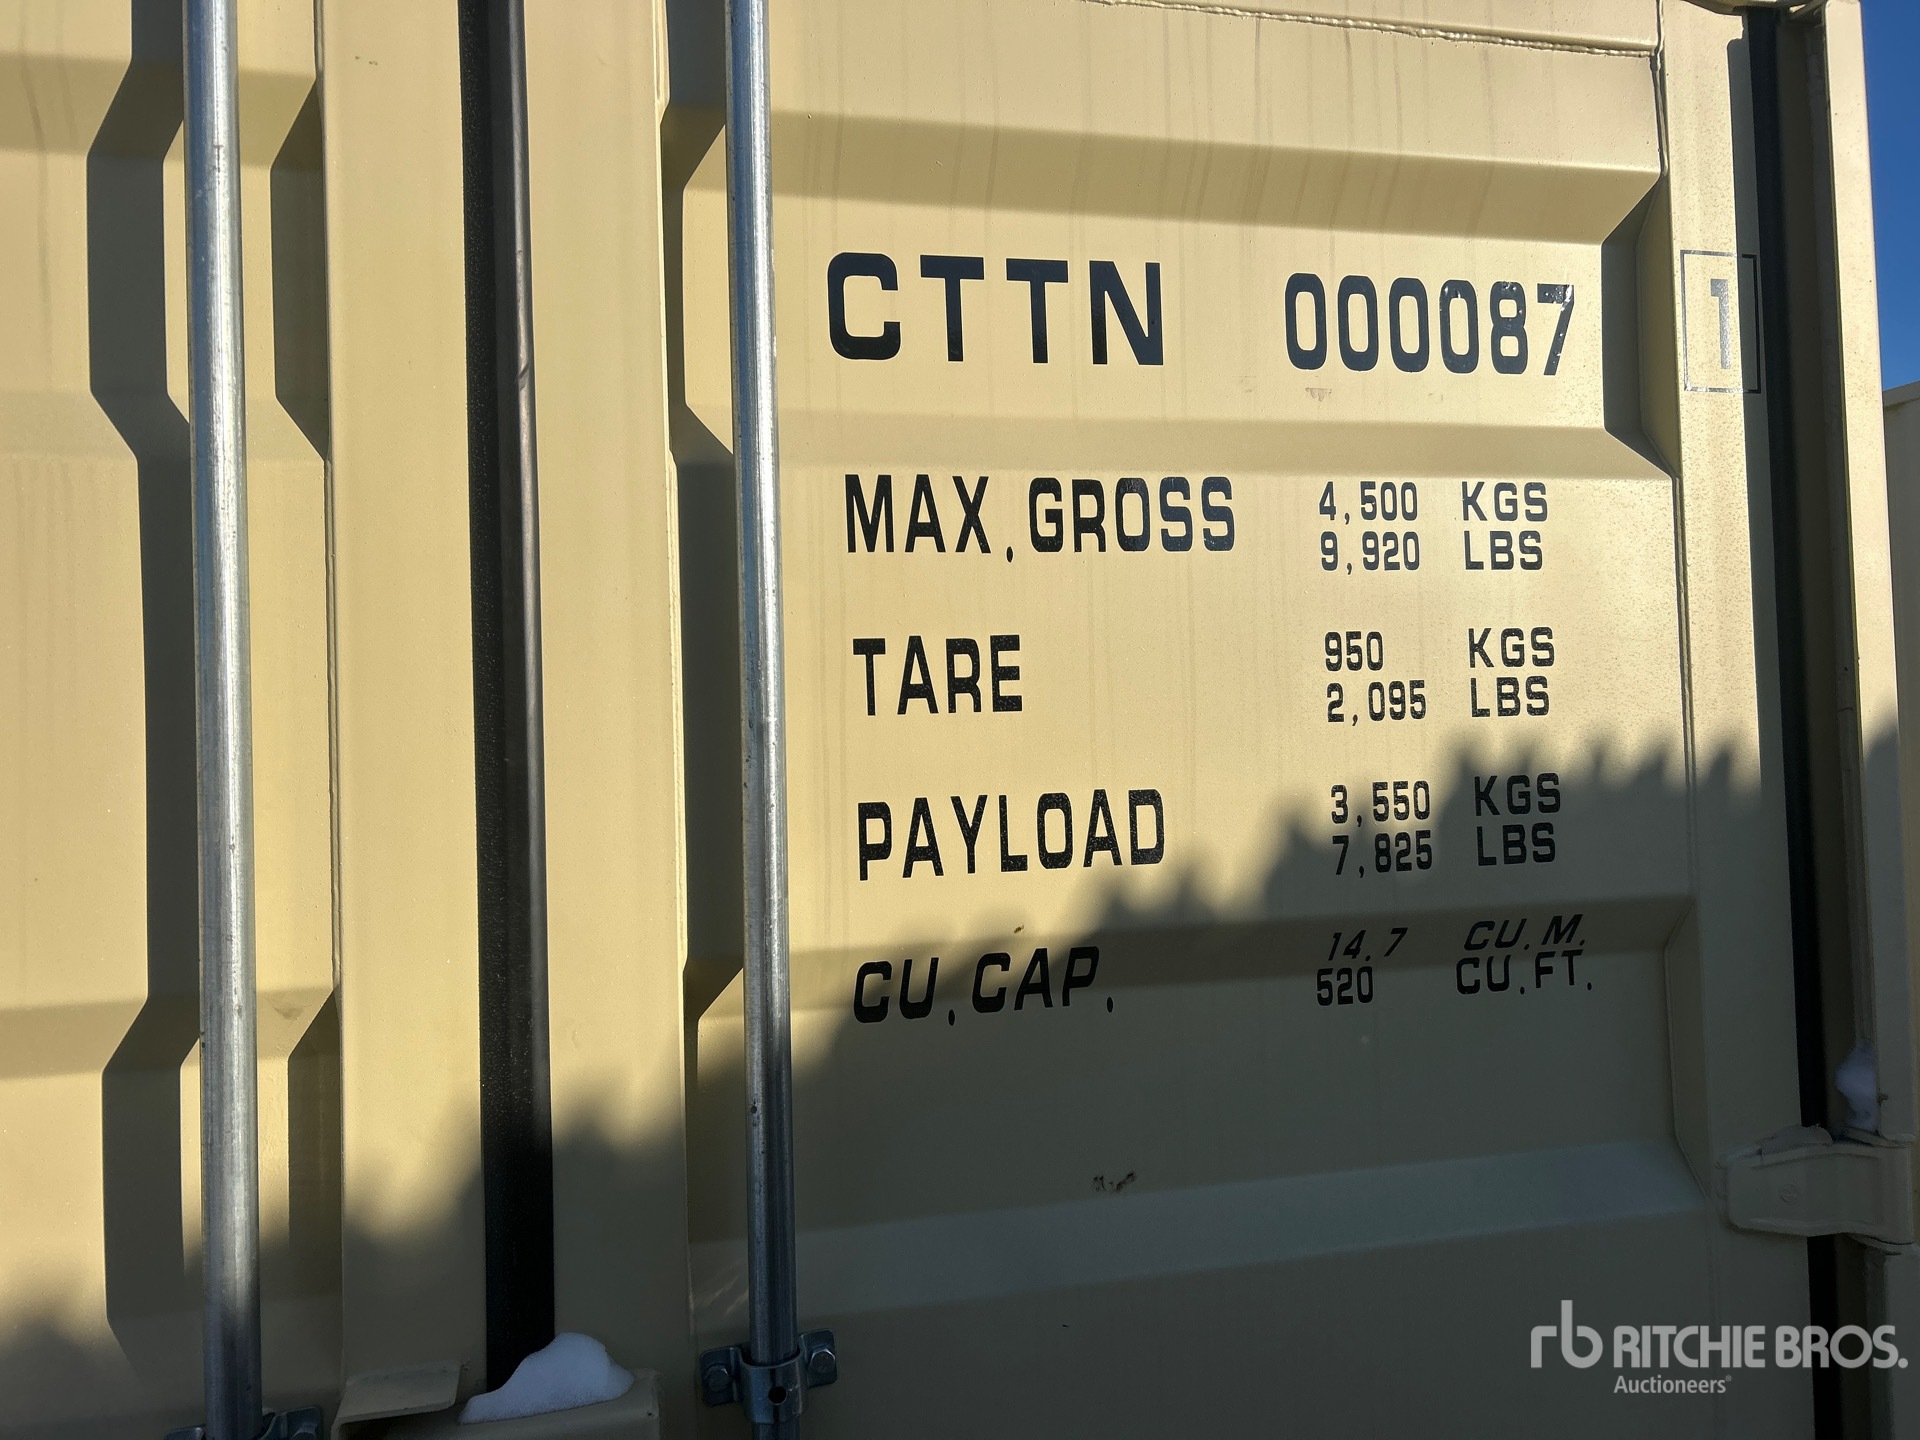 CTTN 000087 1
MAX.GROSS 4,500 KGS
9,920 LBS
TARE 950 KGS
2,095 LBS
PAYLOAD 3,550 KGS
7,825 LBS
CU.CAP. 14.7 CU.M.
520 CU.FT.
rb RITCHIE BROS.
Auctioneers®